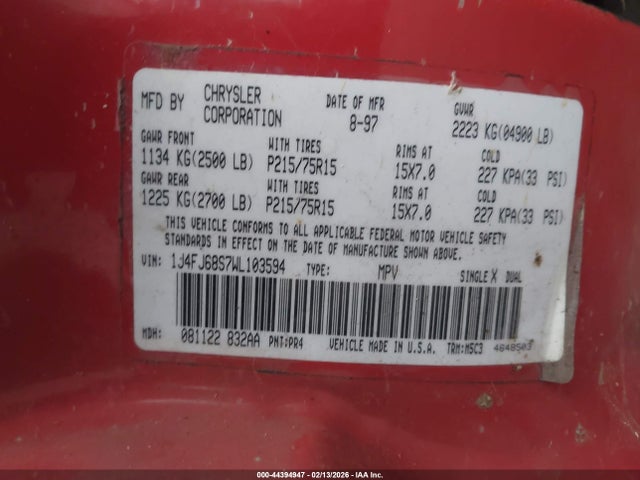 MFD BY CHRYSLER CORPORATION DATE OF MFR 8-97 GVWR 2223 KG(04900 LB)
GAWR FRONT WITH TIRES RIMS AT COLD
1134 KG(2500 LB) P215/75R15 15X7.0 227 KPA(33 PSI)
GAWR REAR WITH TIRES RIMS AT COLD
1225 KG(2700 LB) P215/75R15 15X7.0 227 KPA(33 PSI)
THIS VEHICLE CONFORMS TO ALL APPLICABLE FEDERAL MOTOR VEHICLE SAFETY
STANDARDS IN EFFECT ON THE DATE OF MANUFACTURE SHOWN ABOVE.
VIN: 1J4FJ68S7WL103594 TYPE: MPV SINGLE X DUAL
MDH: 081122 832AA PNT:PR4 VEHICLE MADE IN U.S.A. TRM:M5C3 4648503
000-44394947 - 02/13/2026 - IAA Inc.